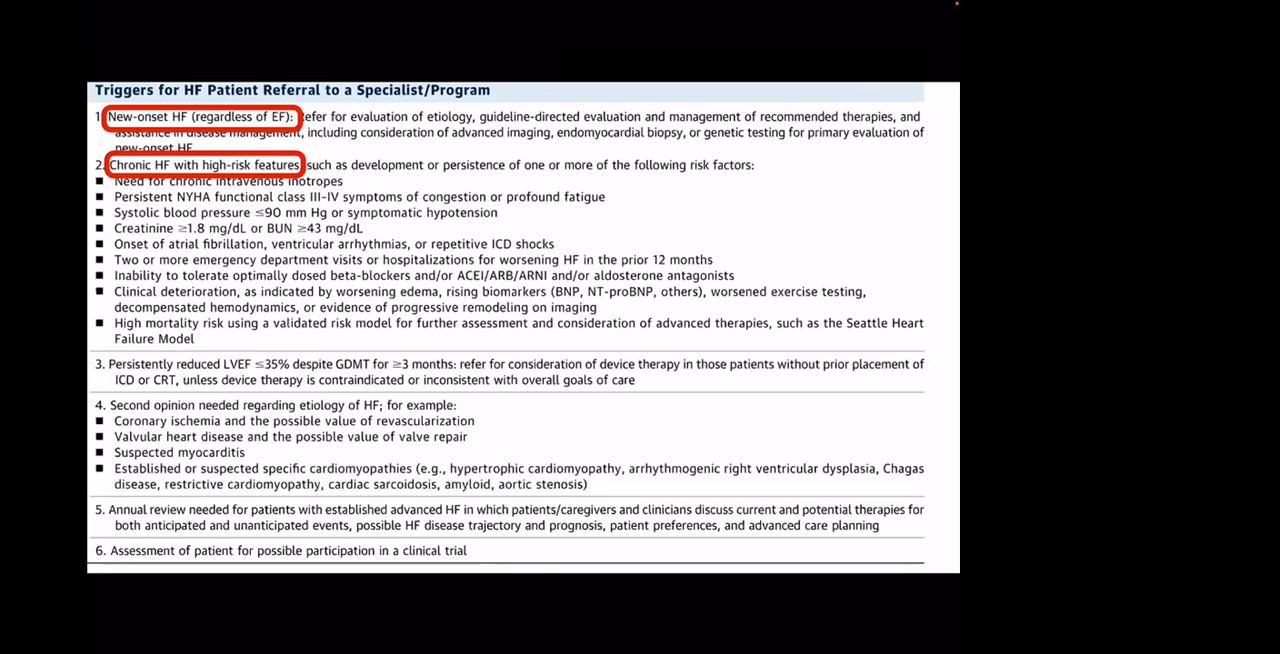 Triggers for HF Patient Referral to a Specialist/Program
1. New-onset HF (regardless of EF): Refer for evaluation of etiology, guideline-directed evaluation and management of recommended therapies, and
assistance in disease management, including consideration of advanced imaging, endomyocardial biopsy, or genetic testing for primary evaluation of
new-onset HF
2. Chronic HF with high-risk features, such as development or persistence of one or more of the following risk factors:
■ Need for chronic intravenous inotropes
■ Persistent NYHA functional class III–IV symptoms of congestion or profound fatigue
■ Systolic blood pressure ≤90 mm Hg or symptomatic hypotension
■ Creatinine ≥1.8 mg/dL or BUN ≥43 mg/dL
■ Onset of atrial fibrillation, ventricular arrhythmias, or repetitive ICD shocks
■ Two or more emergency department visits or hospitalizations for worsening HF in the prior 12 months
■ Inability to tolerate optimally dosed beta-blockers and/or ACEI/ARB/ARNI and/or aldosterone antagonists
■ Clinical deterioration, as indicated by worsening edema, rising biomarkers (BNP, NT-proBNP, others), worsened exercise testing,
decompensated hemodynamics, or evidence of progressive remodeling on imaging
■ High mortality risk using a validated risk model for further assessment and consideration of advanced therapies, such as the Seattle Heart
Failure Model
3. Persistently reduced LVEF ≤35% despite GDMT for ≥3 months: refer for consideration of device therapy in those patients without prior placement of
ICD or CRT, unless device therapy is contraindicated or inconsistent with overall goals of care
4. Second opinion needed regarding etiology of HF; for example:
■ Coronary ischemia and the possible value of revascularization
■ Valvular heart disease and the possible value of valve repair
■ Suspected myocarditis
■ Established or suspected specific cardiomyopathies (e.g., hypertrophic cardiomyopathy, arrhythmogenic right ventricular dysplasia, Chagas
disease, restrictive cardiomyopathy, cardiac sarcoidosis, amyloid, aortic stenosis)
5. Annual review needed for patients with established advanced HF in which patients/caregivers and clinicians discuss current and potential therapies for
both anticipated and unanticipated events, possible HF disease trajectory and prognosis, patient preferences, and advanced care planning
6. Assessment of patient for possible participation in a clinical trial